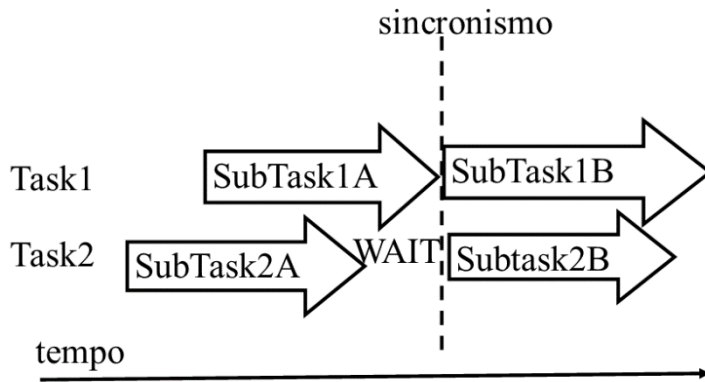 sincronismo
Task1
SubTask1A
SubTask1B
Task2
SubTask2A
WAIT
Subtask2B
tempo